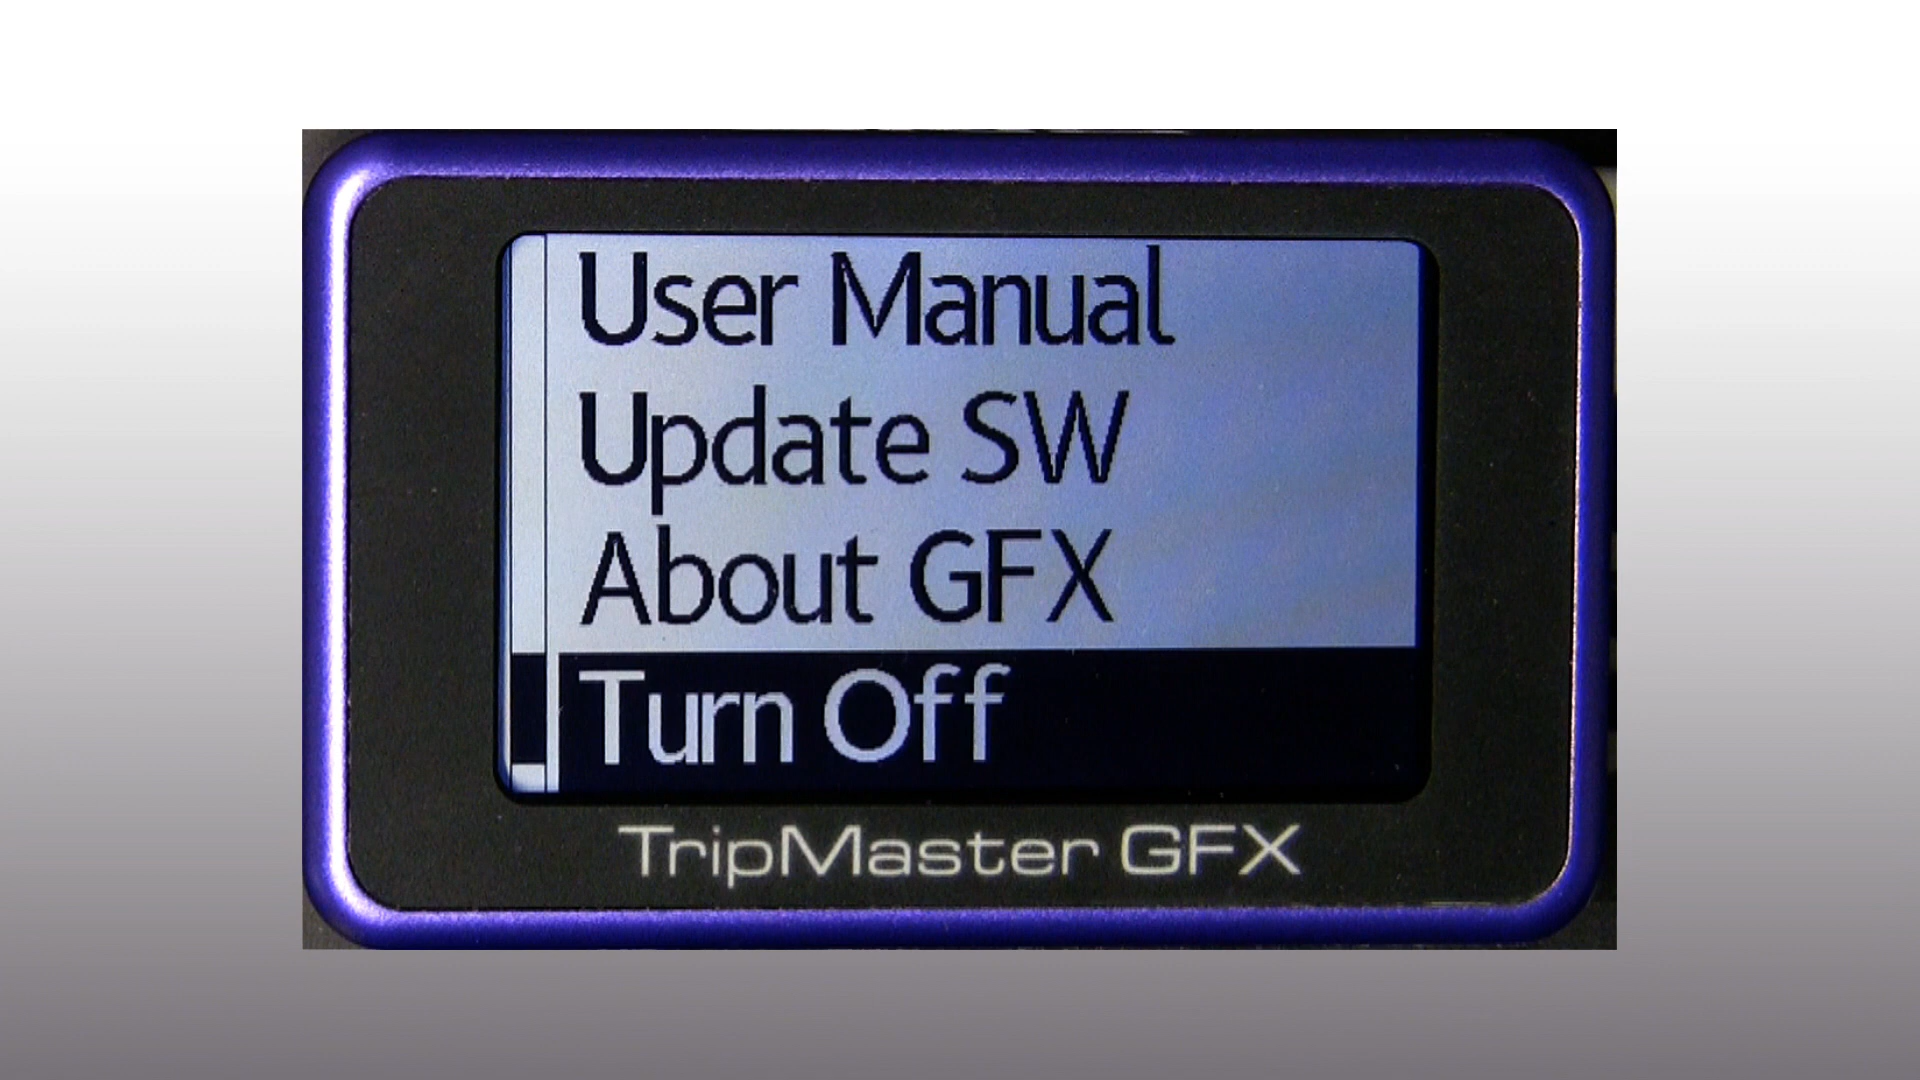 User Manual
Update SW
About GFX
Turn Off
TripMaster GFX